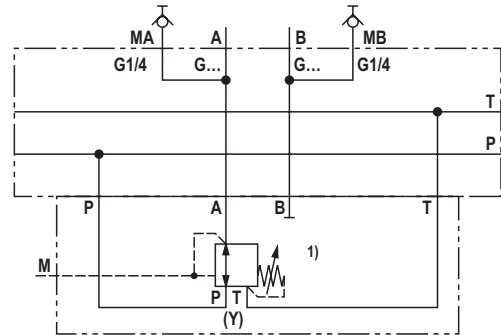 MA A B MB
G1/4 G... G... G1/4
T
P
P A B T
M 1)
P T
(Y)